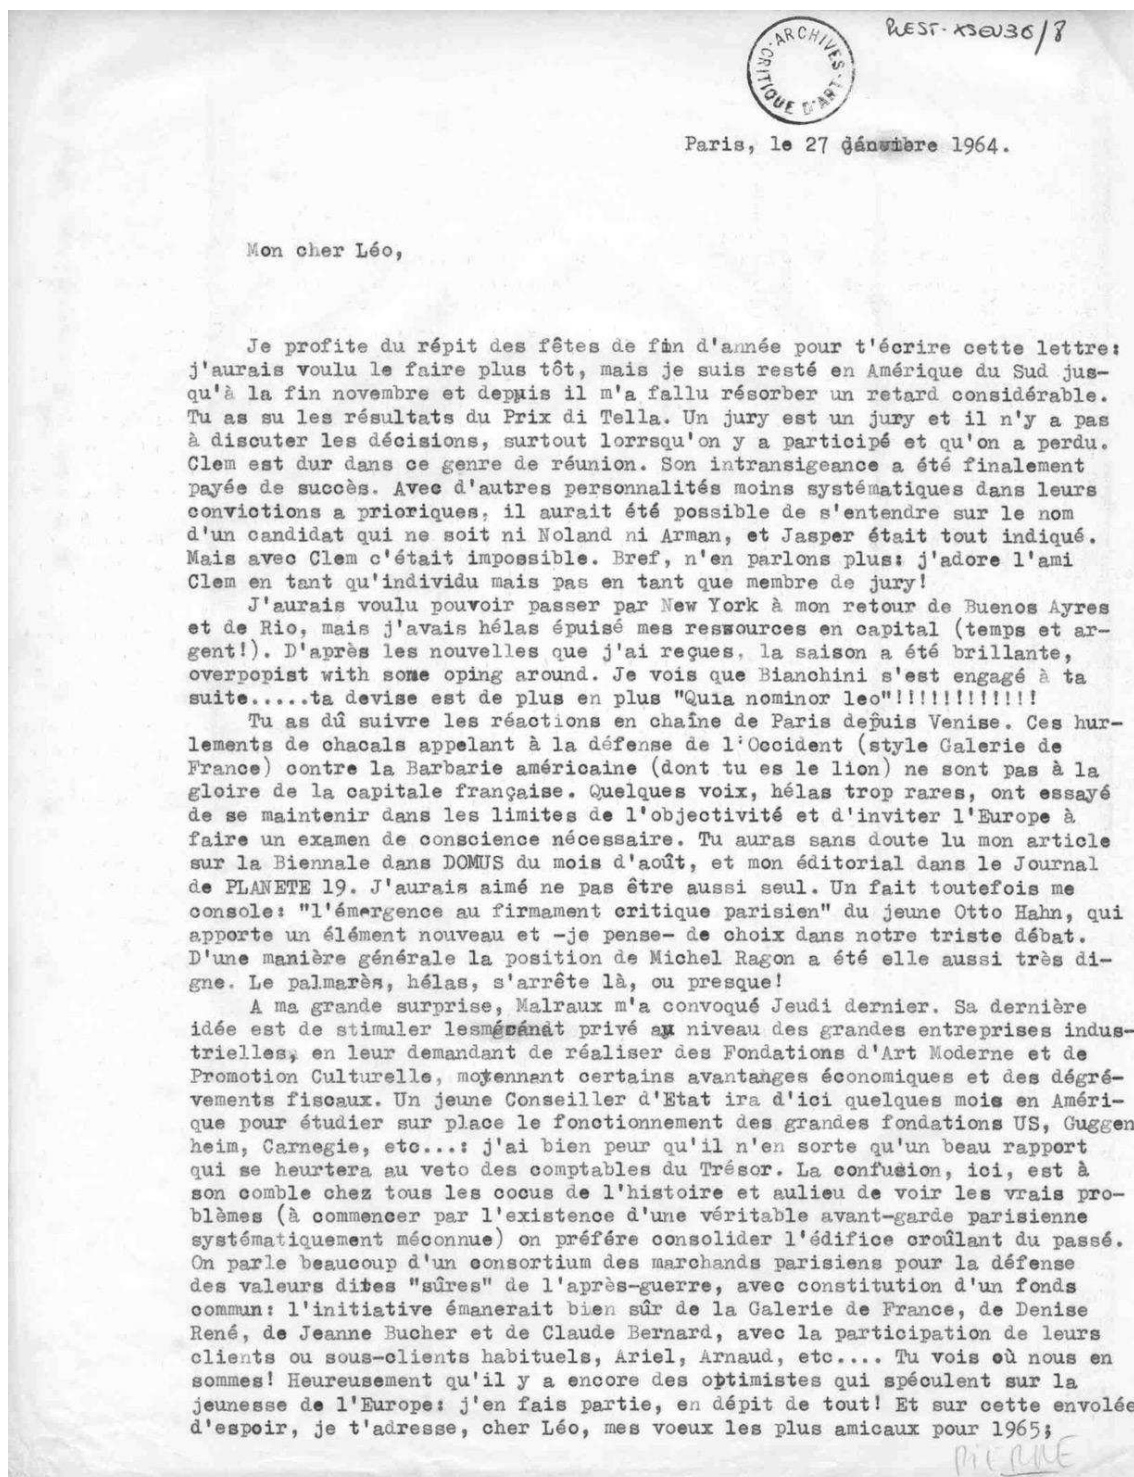 ARCHIVES
CRITIQUE D'ART
Paris, le 27 1964.
Mon cher Léo,
Je profite du répit des fêtes de fin d'année pour t'écrire cette lettre:
j'aurais voulu le faire plus tôt, mais je suis resté en Amérique du Sud jus-
qu'à la fin novembre et depuis il m'a fallu résorber un retard considérable.
Tu as su les résultats du Prix di Tella. Un jury est un jury et il n'y a pas
à discuter les décisions, surtout lorrsqu'on y a participé et qu'on a perdu.
Clem est dur dans ce genre de réunion. Son intransigeance a été finalement
payée de succès. Avec d'autres personnalités moins systématiques dans leurs
convictions a prioriques, il aurait été possible de s'entendre sur le nom
d'un candidat qui ne soit ni Noland ni Arman, et Jasper était tout indiqué.
Mais avec Clem c'était impossible. Bref, n'en parlons plus: j'adore l'ami
Clem en tant qu'individu mais pas en tant que membre de jury!
J'aurais voulu pouvoir passer par New York à mon retour de Buenos Ayres
et de Rio, mais j'avais hélas épuisé mes ressources en capital (temps et ar-
gent!). D'après les nouvelles que j'ai reçues, la saison a été brillante,
overpopist with some oping around. Je vois que Bianchini s'est engagé à ta
suite.....ta devise est de plus en plus "Quia nominor leo"!!!!!!!!!!!!!
Tu as dû suivre les réactions en chaîne de Paris depuis Venise. Ces hur-
lements de chacals appelant à la défense de l'Occident (style Galerie de
France) contre la Barbarie américaine (dont tu es le lion) ne sont pas à la
gloire de la capitale française. Quelques voix, hélas trop rares, ont essayé
de se maintenir dans les limites de l'objectivité et d'inviter l'Europe à
faire un examen de conscience nécessaire. Tu auras sans doute lu mon article
sur la Biennale dans DOMUS du mois d'août, et mon éditorial dans le Journal
de PLANETE 19. J'aurais aimé ne pas être aussi seul. Un fait toutefois me
console: "l'émergence au firmament critique parisien" du jeune Otto Hahn, qui
apporte un élément nouveau et -je pense- de choix dans notre triste débat.
D'une manière générale la position de Michel Ragon a été elle aussi très di-
gne. Le palmarès, hélas, s'arrête là, ou presque!
A ma grande surprise, Malraux m'a convoqué Jeudi dernier. Sa dernière
idée est de stimuler lesmécénat privé au niveau des grandes entreprises indus-
trielles, en leur demandant de réaliser des Fondations d'Art Moderne et de
Promotion Culturelle, moyennant certains avantanges économiques et des dégré-
vements fiscaux. Un jeune Conseiller d'Etat ira d'ici quelques mois en Améri-
que pour étudier sur place le fonctionnement des grandes fondations US, Guggen
heim, Carnegie, etc...: j'ai bien peur qu'il n'en sorte qu'un beau rapport
qui se heurtera au veto des comptables du Trésor. La confusion, ici, est à
son comble chez tous les cocus de l'histoire et aulieu de voir les vrais pro-
blèmes (à commencer par l'existence d'une véritable avant-garde parisienne
systématiquement méconnue) on préfére consolider l'édifice croûlant du passé.
On parle beaucoup d'un consortium des marchands parisiens pour la défense
des valeurs dites "sûres" de l'après-guerre, avec constitution d'un fonds
commun: l'initiative émanerait bien sûr de la Galerie de France, de Denise
René, de Jeanne Bucher et de Claude Bernard, avec la participation de leurs
clients ou sous-clients habituels, Ariel, Arnaud, etc.... Tu vois où nous en
sommes! Heureusement qu'il y a encore des optimistes qui spéculent sur la
jeunesse de l'Europe: j'en fais partie, en dépit de tout! Et sur cette envolée
d'espoir, je t'adresse, cher Léo, mes voeux les plus amicaux pour 1965;
PIERRE